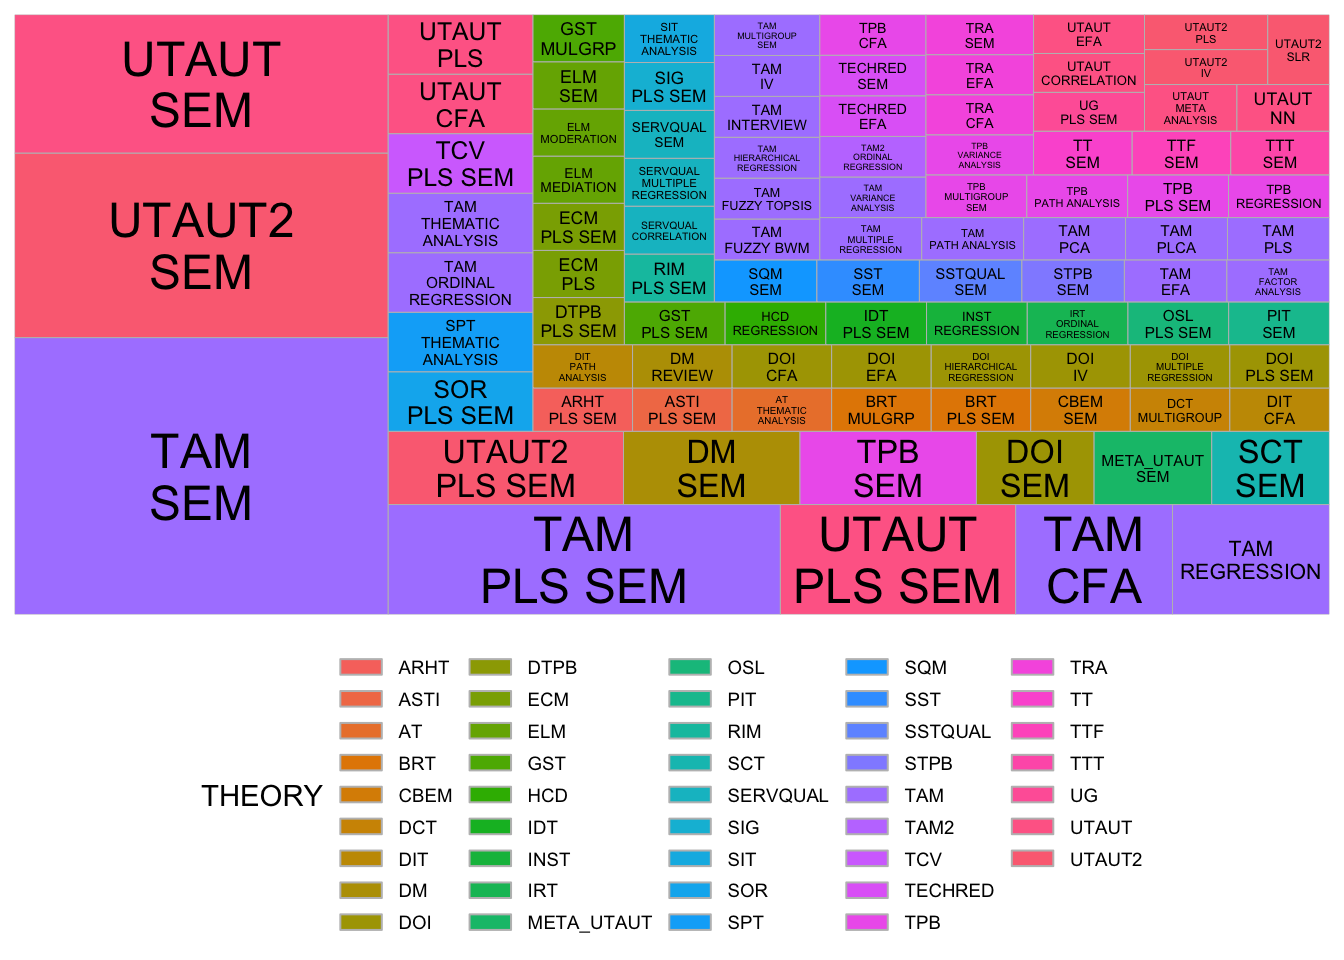 UTAUT
SEM
UTAUT2
SEM
TAM
SEM
UTAUT
PLS
UTAUT
CFA
TCV
PLS SEM
TAM
THEMATIC
ANALYSIS
TAM
ORDINAL
REGRESSION
SPT
THEMATIC
ANALYSIS
SOR
PLS SEM
GST
MULGRP
ELM
SEM
ELM
MODERATION
ELM
MEDIATION
ECM
PLS SEM
ECM
PLS
DTPB
PLS SEM
SIT
THEMATIC
ANALYSIS
SIG
PLS SEM
SERVQUAL
SEM
SERVQUAL
MULTIPLE
REGRESSION
SERVQUAL
CORRELATION
RIM
PLS SEM
TAM
MULTIGROUP
SEM
TAM
IV
TAM
INTERVIEW
TAM
HIERARCHICAL
REGRESSION
TAM
FUZZY TOPSIS
TAM
FUZZY BWM
TPB
CFA
TECHRED
SEM
TECHRED
EFA
TAM2
ORDINAL
REGRESSION
TAM
VARIANCE
ANALYSIS
TAM
MULTIPLE
REGRESSION
TRA
SEM
TRA
EFA
TRA
CFA
TPB
VARIANCE
ANALYSIS
TPB
MULTIGROUP
SEM
TAM
PATH ANALYSIS
UTAUT
EFA
UTAUT
CORRELATION
UG
PLS SEM
UTAUT2
PLS
UTAUT2
IV
UTAUT2
SLR
UTAUT
META
ANALYSIS
UTAUT
NN
TT
SEM
TTF
SEM
TTT
SEM
TPB
PATH ANALYSIS
TPB
PLS SEM
TPB
REGRESSION
TAM
PCA
TAM
PLCA
TAM
PLS
SQM
SEM
SST
SEM
SSTQUAL
SEM
STPB
SEM
TAM
EFA
TAM
FACTOR
ANALYSIS
GST
PLS SEM
HCD
REGRESSION
IDT
PLS SEM
INST
REGRESSION
IRT
ORDINAL
REGRESSION
OSL
PLS SEM
PIT
SEM
DIT
PATH
ANALYSIS
DM
REVIEW
DOI
CFA
DOI
EFA
DOI
HIERARCHICAL
REGRESSION
DOI
IV
DOI
MULTIPLE
REGRESSION
DOI
PLS SEM
ARHT
PLS SEM
ASTI
PLS SEM
AT
THEMATIC
ANALYSIS
BRT
MULGRP
BRT
PLS SEM
CBEM
SEM
DCT
MULTIGROUP
DIT
CFA
UTAUT2
PLS SEM
DM
SEM
TPB
SEM
DOI
SEM
META_UTAUT
SEM
SCT
SEM
TAM
PLS SEM
UTAUT
PLS SEM
TAM
CFA
TAM
REGRESSION
THEORY
ARHT
ASTI
AT
BRT
CBEM
DCT
DIT
DM
DOI
DTPB
ECM
ELM
GST
HCD
IDT
INST
IRT
META_UTAUT
OSL
PIT
RIM
SCT
SERVQUAL
SIG
SIT
SOR
SPT
SQM
SST
SSTQUAL
STPB
TAM
TAM2
TCV
TECHRED
TPB
TRA
TT
TTF
TTT
UG
UTAUT
UTAUT2